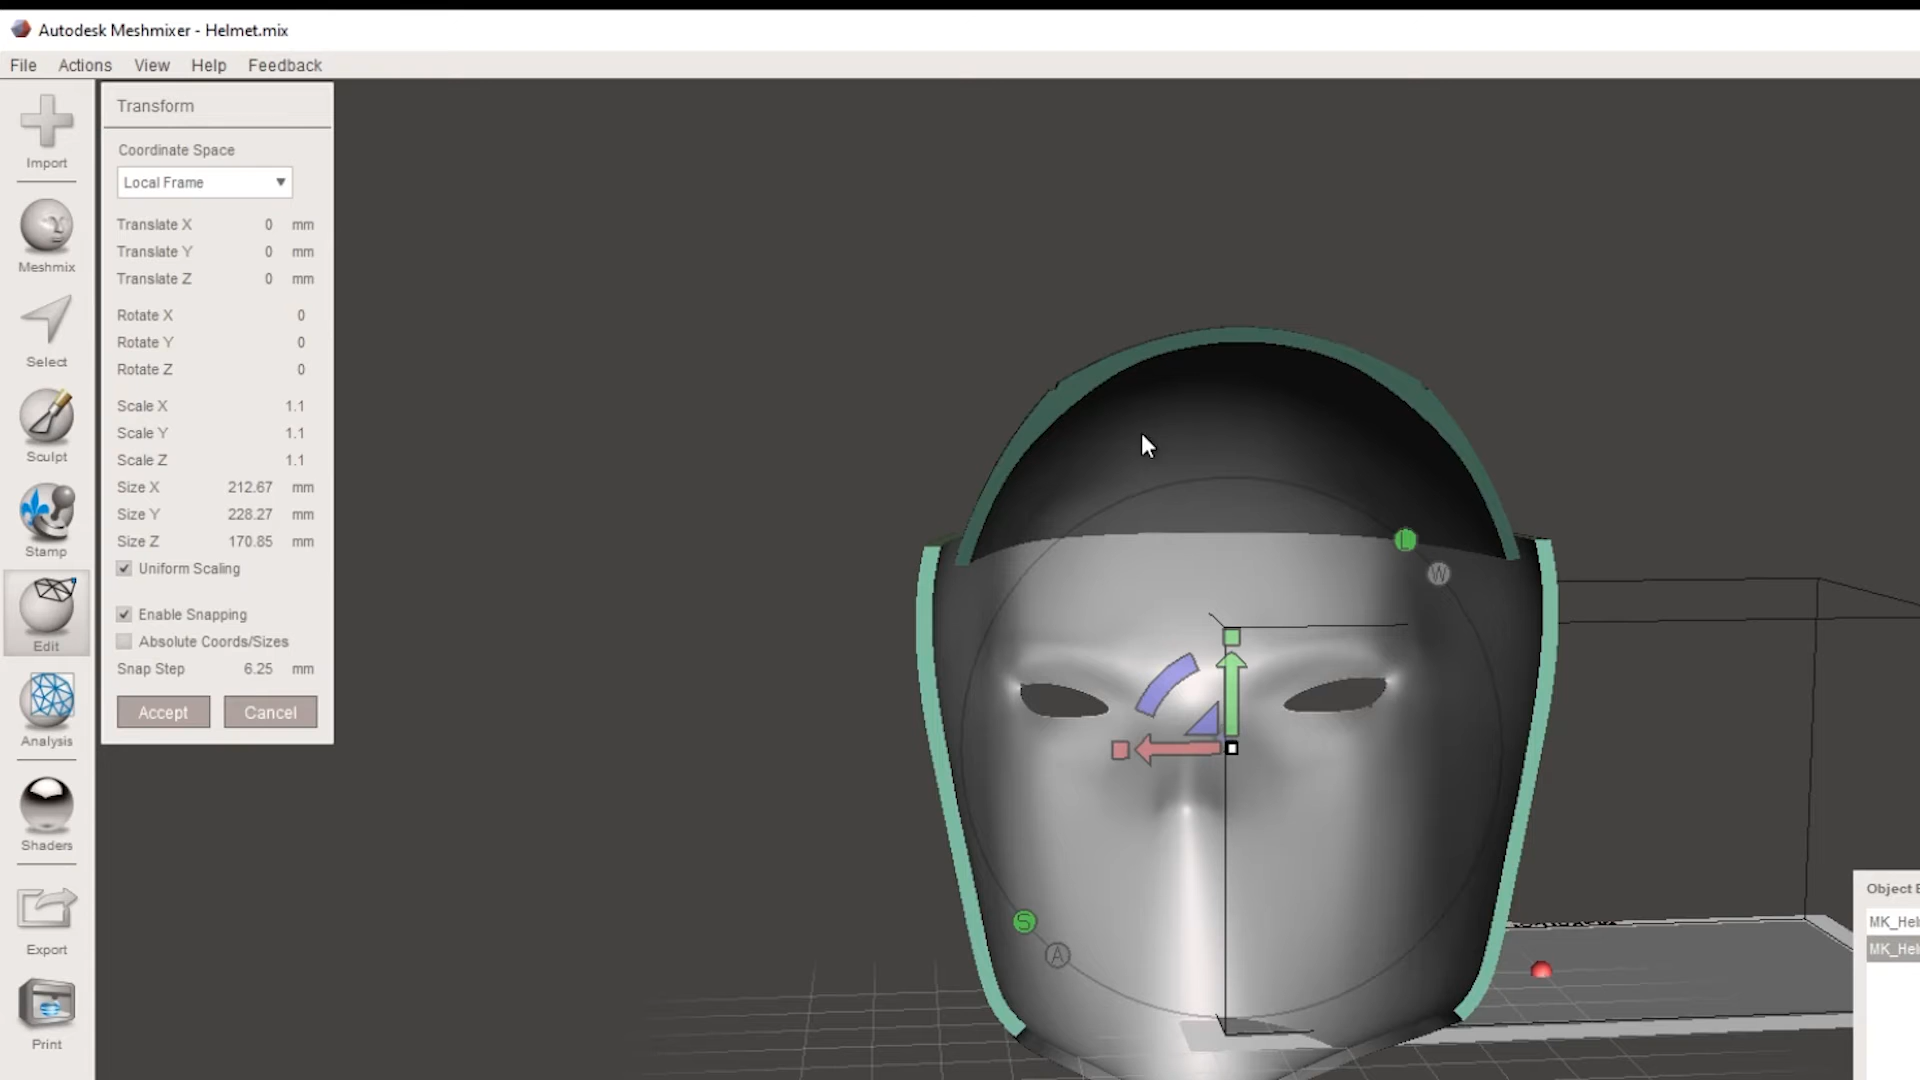 Autodesk Meshmixer - Helmet.mix
File Actions View Help Feedback
Import
Meshmix
Select
Sculpt
Stamp
Edit
Analysis
Shaders
Export
Print
Transform
Coordinate Space
Local Frame
Translate X 0 mm
Translate Y 0 mm
Translate Z 0 mm
Rotate X 0
Rotate Y 0
Rotate Z 0
Scale X 1.1
Scale Y 1.1
Scale Z 1.1
Size X 212.67 mm
Size Y 228.27 mm
Size Z 170.85 mm
Uniform Scaling
Enable Snapping
Absolute Coords/Sizes
Snap Step 6.25 mm
Accept Cancel
L
W
S
A
Object
MK_Hel
MK_Hel